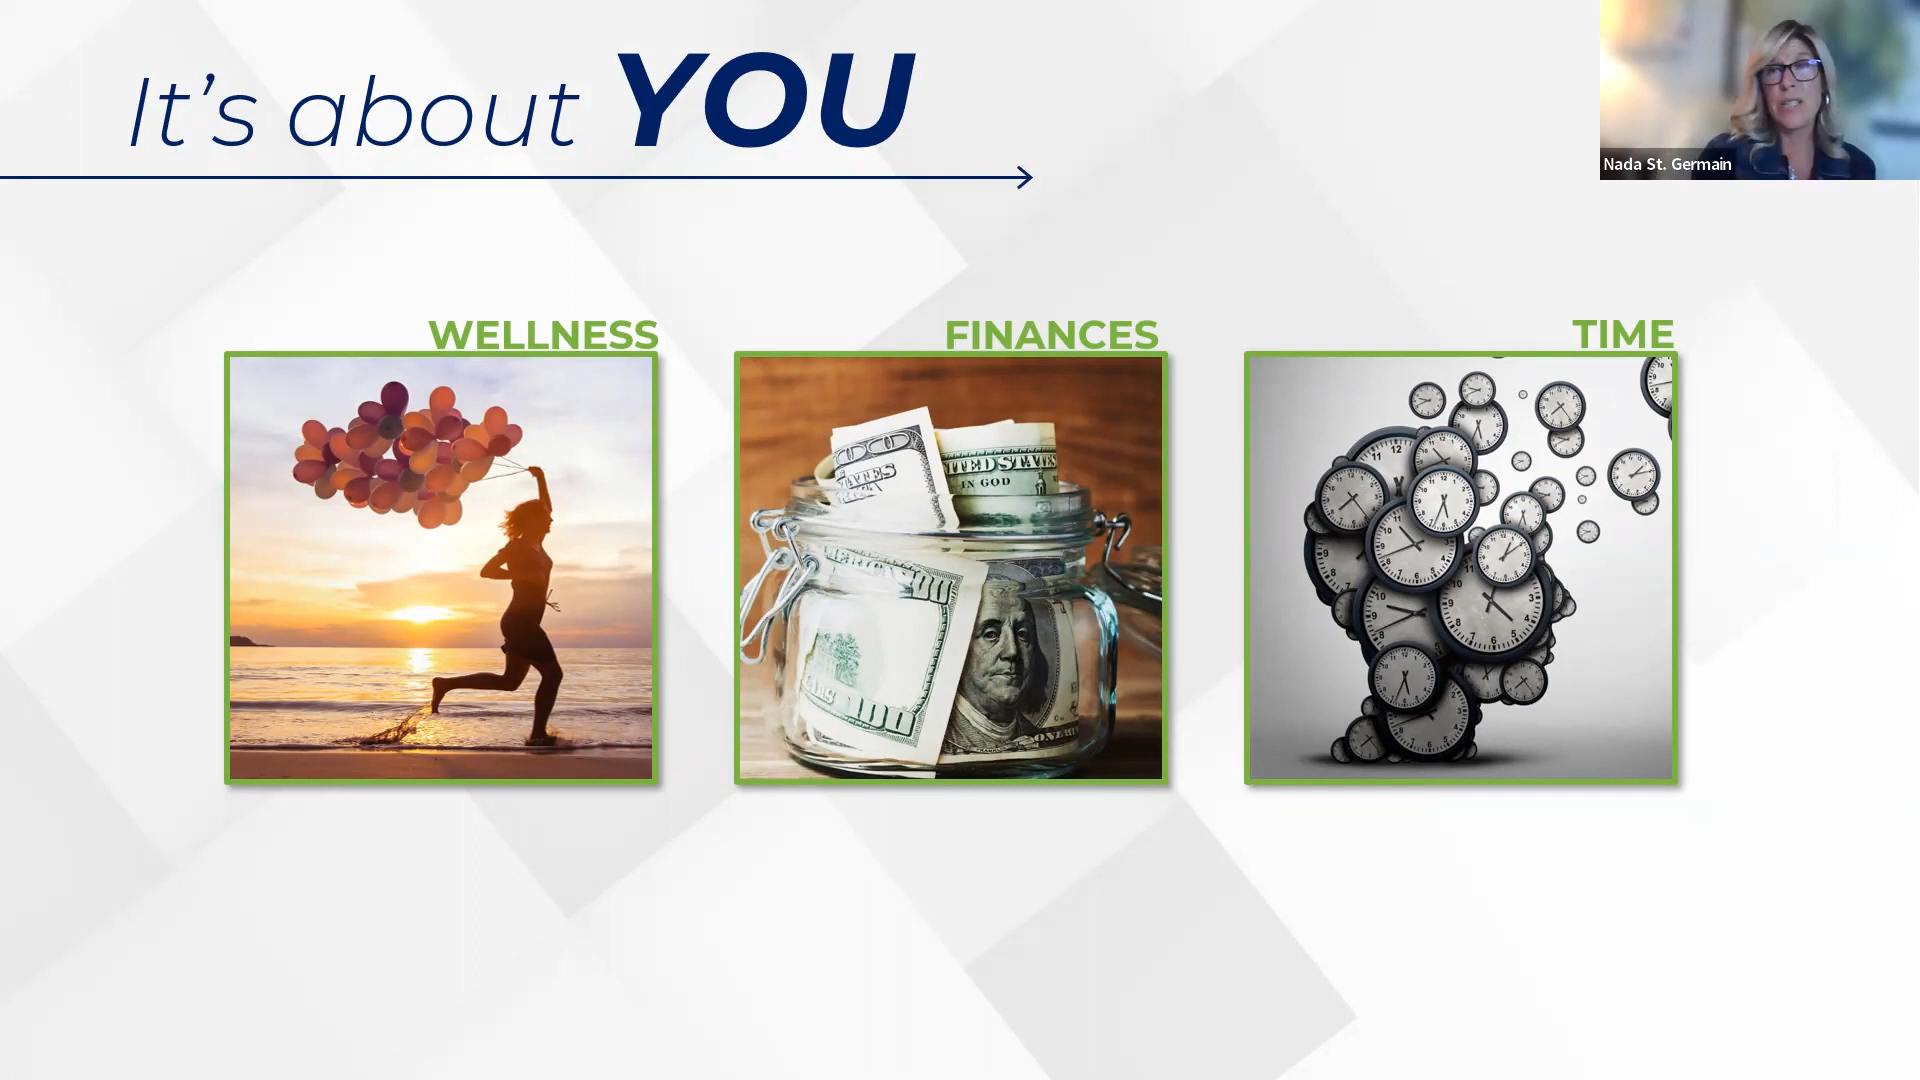 It's about YOU
Nada St. Germain
WELLNESS
FINANCES
TIME